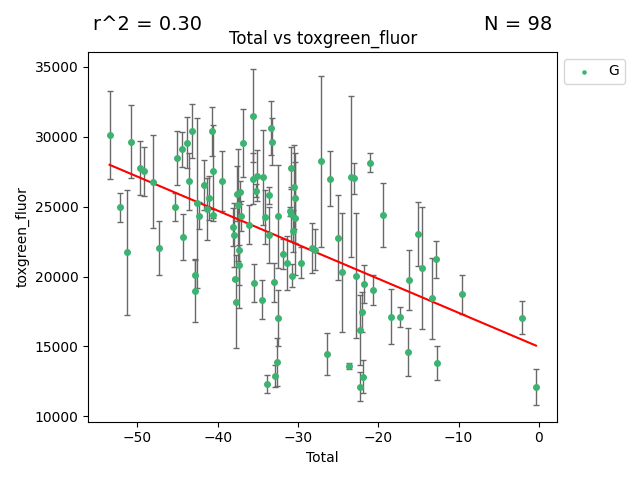 r^2 = 0.30
N = 98
Total vs toxgreen_fluor
G
35000
30000
25000
20000
15000
10000
toxgreen_fluor
−50
−40
−30
−20
−10
0
Total